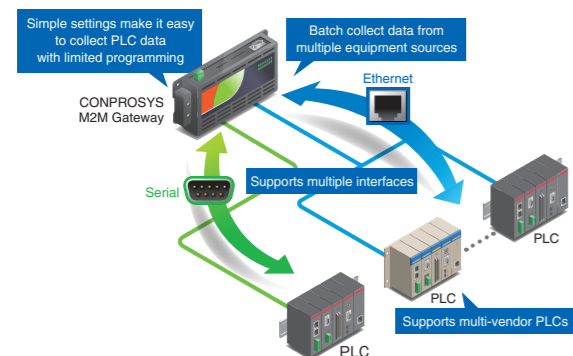 Simple settings make it easy
to collect PLC data
with limited programming
Batch collect data from
multiple equipment sources
Ethernet
CONPROSYS
M2M Gateway
Serial
Supports multiple interfaces
PLC
PLC
Supports multi-vendor PLCs
PLC